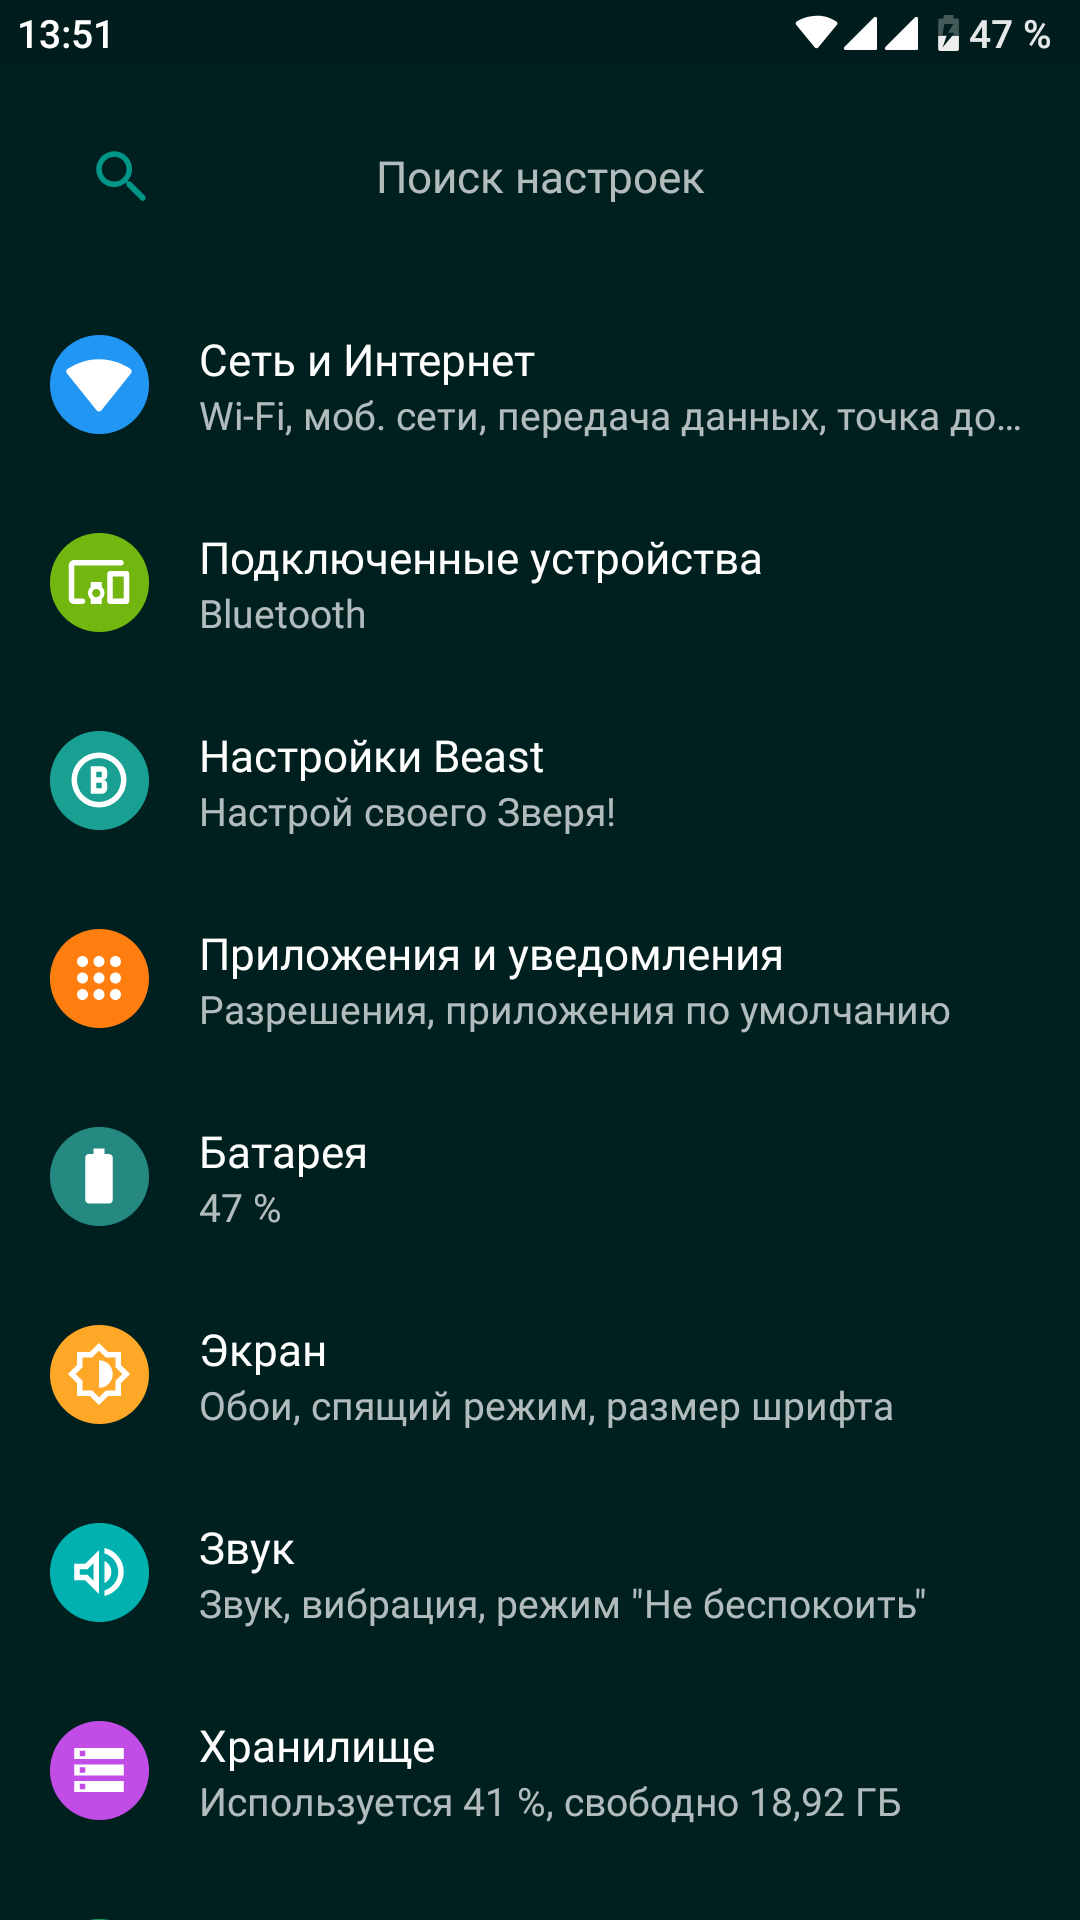 13:51
47 %
Поиск настроек
Сеть и Интернет
Wi-Fi, моб. сети, передача данных, точка до…
Подключенные устройства
Bluetooth
Настройки Beast
Настрой своего Зверя!
Приложения и уведомления
Разрешения, приложения по умолчанию
Батарея
47 %
Экран
Обои, спящий режим, размер шрифта
Звук
Звук, вибрация, режим "Не беспокоить"
Хранилище
Используется 41 %, свободно 18,92 ГБ